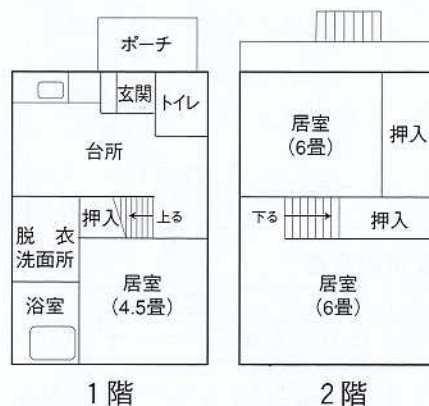 ポーチ
玄関
トイレ
台所
押入
上る
脱衣
洗面所
浴室
居室
(4.5畳)
1階
居室
(6畳)
押入
下る
押入
居室
(6畳)
2階